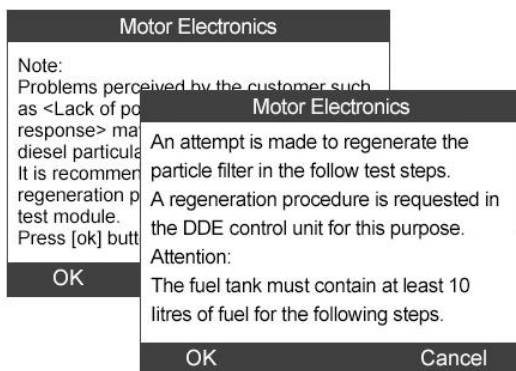 Motor Electronics
Note:
Problems perceived by the customer such
as <Lack of po
response> ma
diesel particula
It is recommen
regeneration p
test module.
Press [ok] butt
OK
Motor Electronics
An attempt is made to regenerate the
particle filter in the follow test steps.
A regeneration procedure is requested in
the DDE control unit for this purpose.
Attention:
The fuel tank must contain at least 10
litres of fuel for the following steps.
OK Cancel